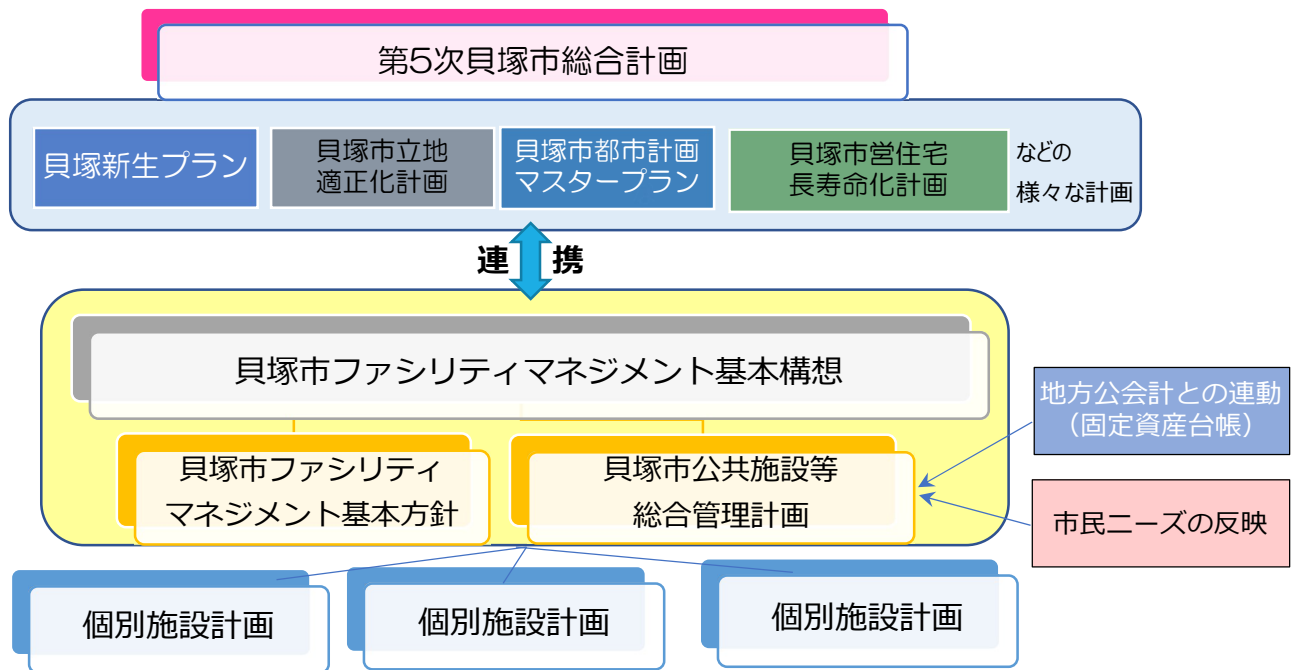 第5次貝塚市総合計画
貝塚新生プラン
貝塚市立地
適正化計画
貝塚市都市計画
マスタープラン
貝塚市営住宅
長寿命化計画
などの
様々な計画
連携
貝塚市ファシリティマネジメント基本構想
貝塚市ファシリティ
マネジメント基本方針
貝塚市公共施設等
総合管理計画
地方公会計との連動
（固定資産台帳）
市民ニーズの反映
個別施設計画
個別施設計画
個別施設計画